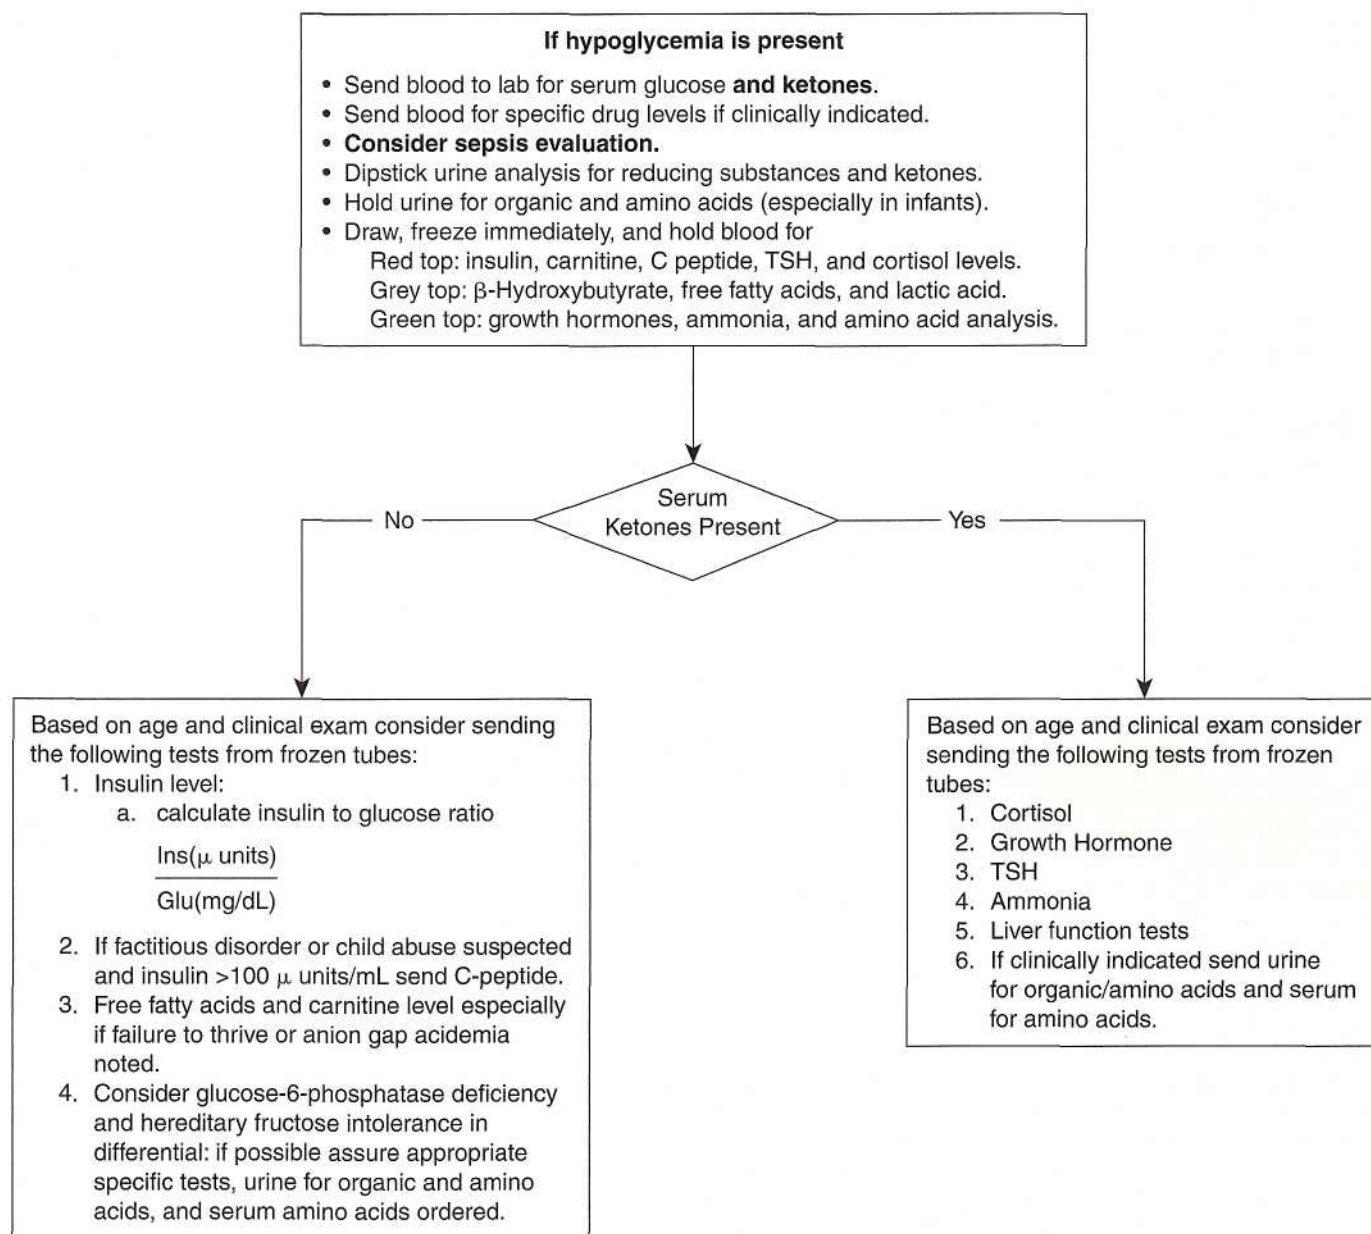 If hypoglycemia is present
• Send blood to lab for serum glucose and ketones.
• Send blood for specific drug levels if clinically indicated.
• Consider sepsis evaluation.
• Dipstick urine analysis for reducing substances and ketones.
• Hold urine for organic and amino acids (especially in infants).
• Draw, freeze immediately, and hold blood for
Red top: insulin, carnitine, C peptide, TSH, and cortisol levels.
Grey top: β-Hydroxybutyrate, free fatty acids, and lactic acid.
Green top: growth hormones, ammonia, and amino acid analysis.
Serum
Ketones Present
No
Yes
Based on age and clinical exam consider sending
the following tests from frozen tubes:
1. Insulin level:
a. calculate insulin to glucose ratio
Ins(μ units)
Glu(mg/dL)
2. If factitious disorder or child abuse suspected
and insulin >100 μ units/mL send C-peptide.
3. Free fatty acids and carnitine level especially
if failure to thrive or anion gap acidemia
noted.
4. Consider glucose-6-phosphatase deficiency
and hereditary fructose intolerance in
differential: if possible assure appropriate
specific tests, urine for organic and amino
acids, and serum amino acids ordered.
Based on age and clinical exam consider
sending the following tests from frozen
tubes:
1. Cortisol
2. Growth Hormone
3. TSH
4. Ammonia
5. Liver function tests
6. If clinically indicated send urine
for organic/amino acids and serum
for amino acids.